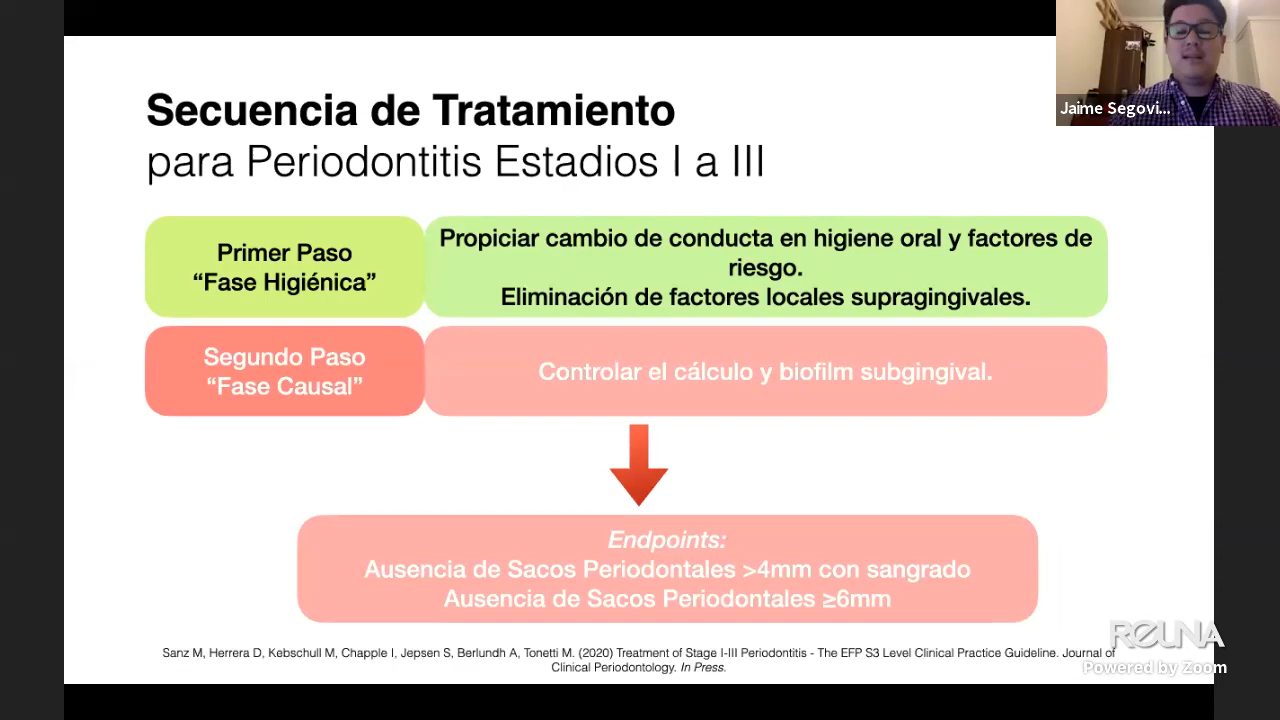 Secuencia de Tratamiento
para Periodontitis Estadios I a III
Jaime Segovi...
Primer Paso
“Fase Higiénica”
Propiciar cambio de conducta en higiene oral y factores de
riesgo.
Eliminación de factores locales supragingivales.
Segundo Paso
“Fase Causal”
Controlar el cálculo y biofilm subgingival.
Endpoints:
Ausencia de Sacos Periodontales >4mm con sangrado
Ausencia de Sacos Periodontales ≥6mm
Sanz M, Herrera D, Kebschull M, Chapple I, Jepsen S, Berlundh A, Tonetti M. (2020) Treatment of Stage I-III Periodontitis - The EFP S3 Level Clinical Practice Guideline. Journal of
Clinical Periodontology. In Press.
REUNA
Powered by Zoom